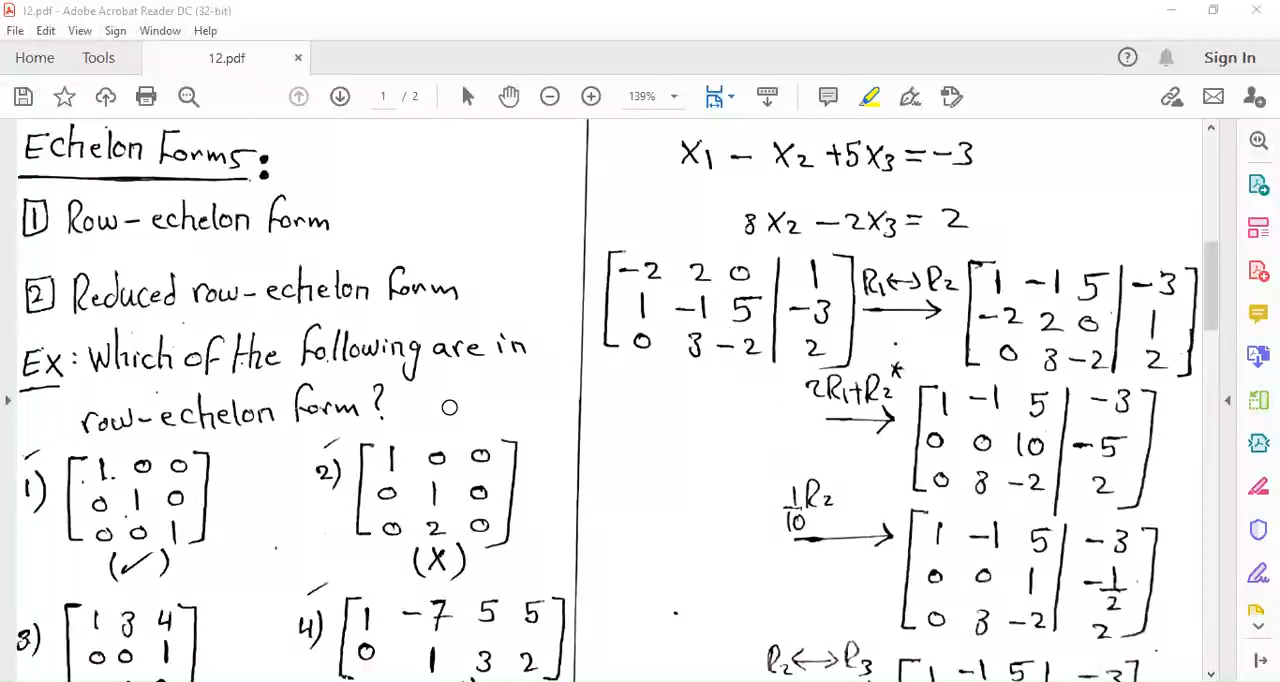 12.pdf - Adobe Acrobat Reader DC (32-bit)
File Edit View Sign Window Help
Home Tools 12.pdf × Sign In
1 / 2 139%
Echelon Forms:
1 Row-echelon form
2 Reduced row-echelon form
EX: Which of the following are in
row-echelon form?
1) [1 0 0
0 1 0
0 0 1]
(✓)
2) [1 0 0
0 1 0
0 2 0]
(X)
3) [1 3 4
0 0 1
4) [1 -7 5 5
0 1 3 2
X1 - X2 + 5X3 = -3
8X2 - 2X3 = 2
[-2 2 0 | 1
1 -1 5 | -3
0 8 -2 | 2]
R1↔R2
[1 -1 5 | -3
-2 2 0 | 1
0 8 -2 | 2]
2R1+R2*
[1 -1 5 | -3
0 0 10 | -5
0 8 -2 | 2]
1/10 R2
[1 -1 5 | -3
0 0 1 | -1/2
0 8 -2 | 2]
R2↔R3
[1 -1 5 | -3]